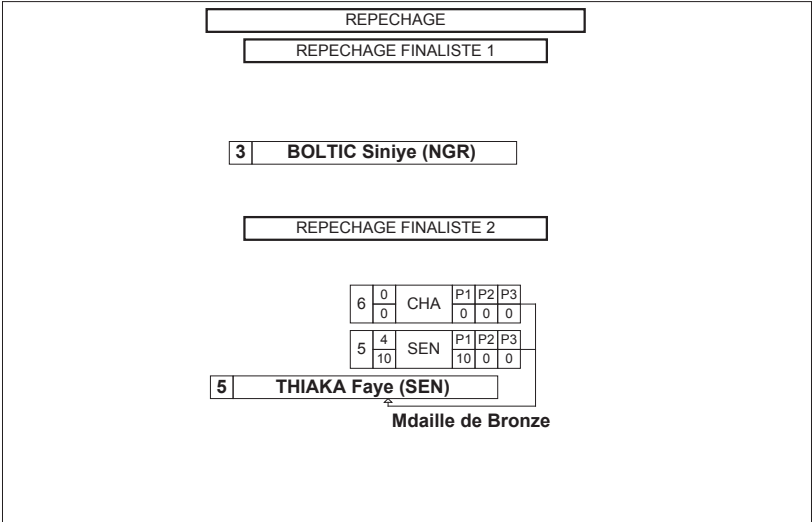 REPECHAGE
REPECHAGE FINALISTE 1
3 BOLTIC Siniye (NGR)
REPECHAGE FINALISTE 2
6 0 CHA P1 P2 P3
0 0 0 0
5 4 SEN P1 P2 P3
10 10 0 0
5 THIAKA Faye (SEN)
Mdaille de Bronze